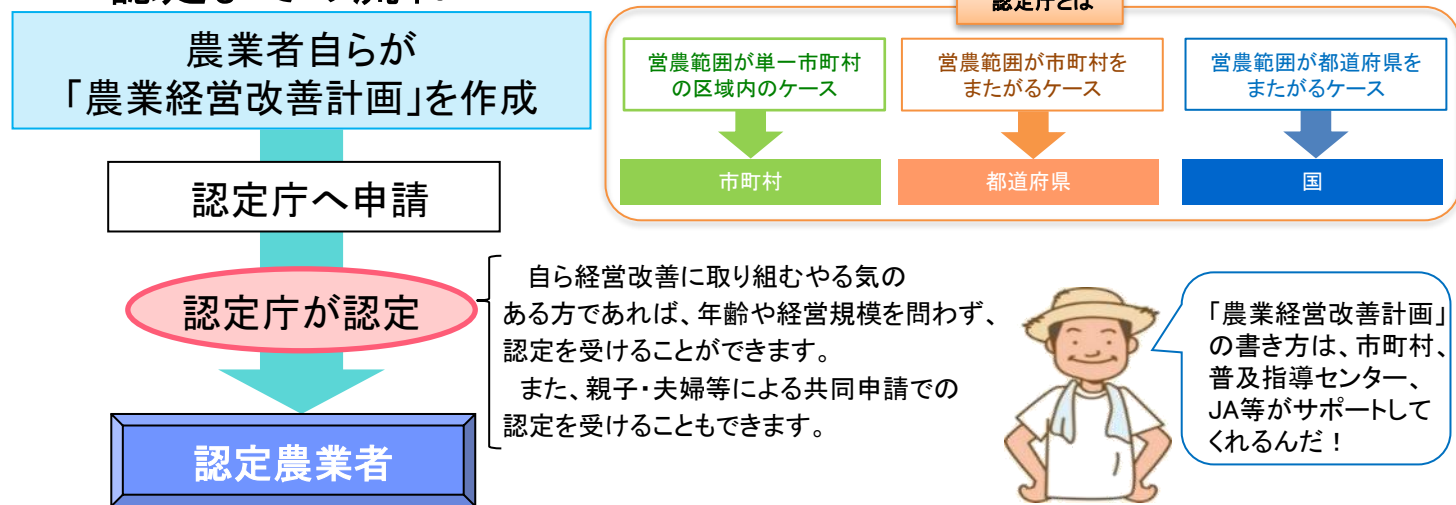 農業者自らが
「農業経営改善計画」を作成
認定庁へ申請
認定庁が認定
認定農業者
認定庁とは
営農範囲が単一市町村
の区域内のケース
市町村
営農範囲が市町村を
またがるケース
都道府県
営農範囲が都道府県を
またがるケース
国
自ら経営改善に取り組むやる気の
ある方であれば、年齢や経営規模を問わず、
認定を受けることができます。
また、親子・夫婦等による共同申請での
認定を受けることもできます。
「農業経営改善計画」
の書き方は、市町村、
普及指導センター、
JA等がサポートして
くれるんだ！